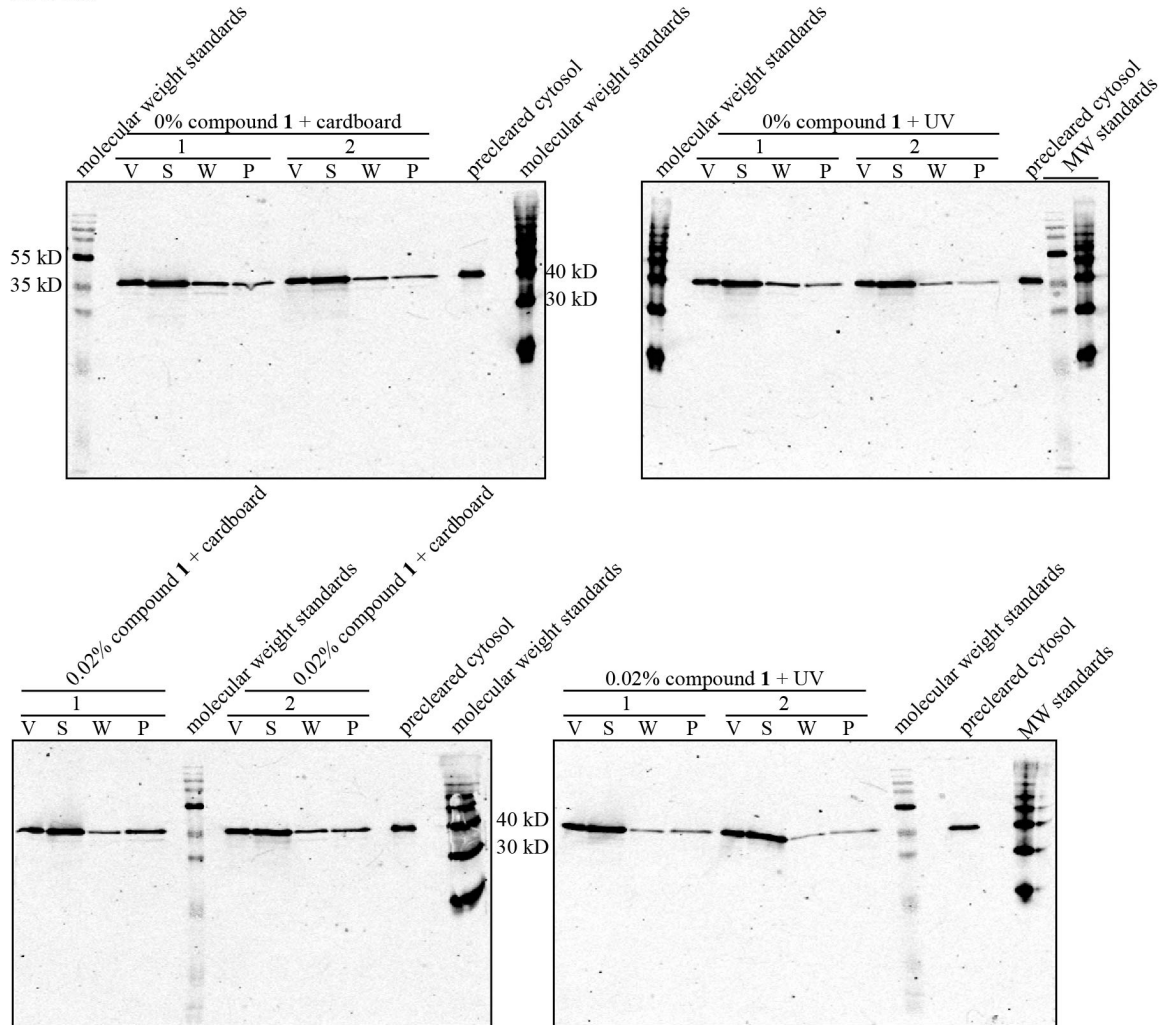 molecular weight standards
0% compound 1 + cardboard
1 2
V S W P V S W P
precleared cytosol
molecular weight standards
55 kD
35 kD
40 kD
30 kD
molecular weight standards
0% compound 1 + UV
1 2
V S W P V S W P
precleared cytosol
MW standards
0.02% compound 1 + cardboard
1
V S W P
molecular weight standards
0.02% compound 1 + cardboard
2
V S W P
precleared cytosol
molecular weight standards
40 kD
30 kD
0.02% compound 1 + UV
1 2
V S W P V S W P
molecular weight standards
precleared cytosol
MW standards